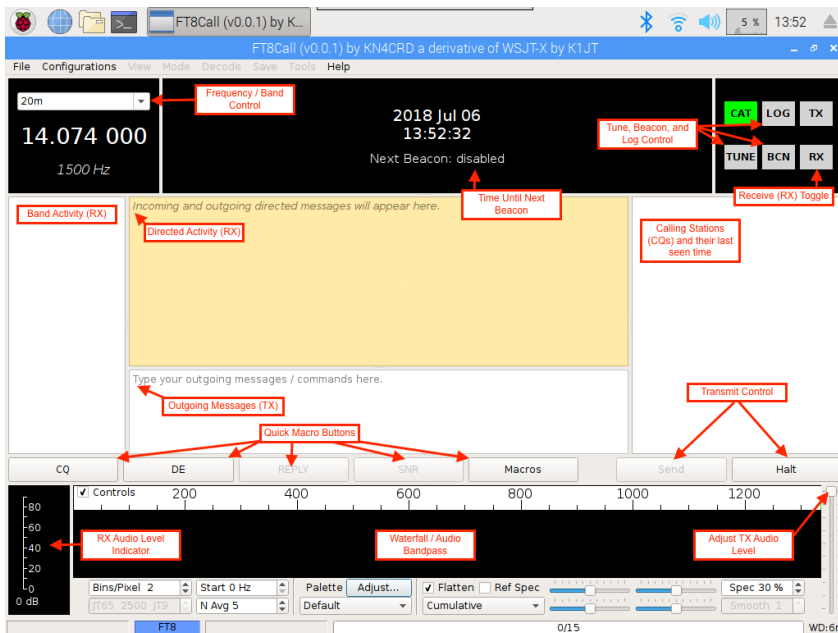 FT8Call (v0.0.1) by K...
5 %
13:52
FT8Call (v0.0.1) by KN4CRD a derivative of WSJT-X by K1JT
File Configurations View Mode Decode Save Tools Help
20m
14.074 000
1500 Hz
Frequency / Band
Control
2018 Jul 06
13:52:32
Next Beacon: disabled
Tune, Beacon, and
Log Control
CAT LOG TX
TUNE BCN RX
Receive (RX) Toggle
Time Until Next
Beacon
Band Activity (RX)
Incoming and outgoing directed messages will appear here.
Directed Activity (RX)
Calling Stations
(CQs) and their last
seen time
Type your outgoing messages / commands here.
Outgoing Messages (TX)
Transmit Control
Quick Macro Buttons
CQ DE REPLY SNR Macros Send Halt
Controls 200 400 600 800 1000 1200
80
60
40
20
0
0 dB
RX Audio Level
Indicator
Waterfall / Audio
Bandpass
Adjust TX Audio
Level
Bins/Pixel 2 Start 0 Hz Palette Adjust... Flatten Ref Spec Spec 30 %
JT65 2500 JT9 N Avg 5 Default Cumulative Smooth 1
FT8 0/15 WD:6m